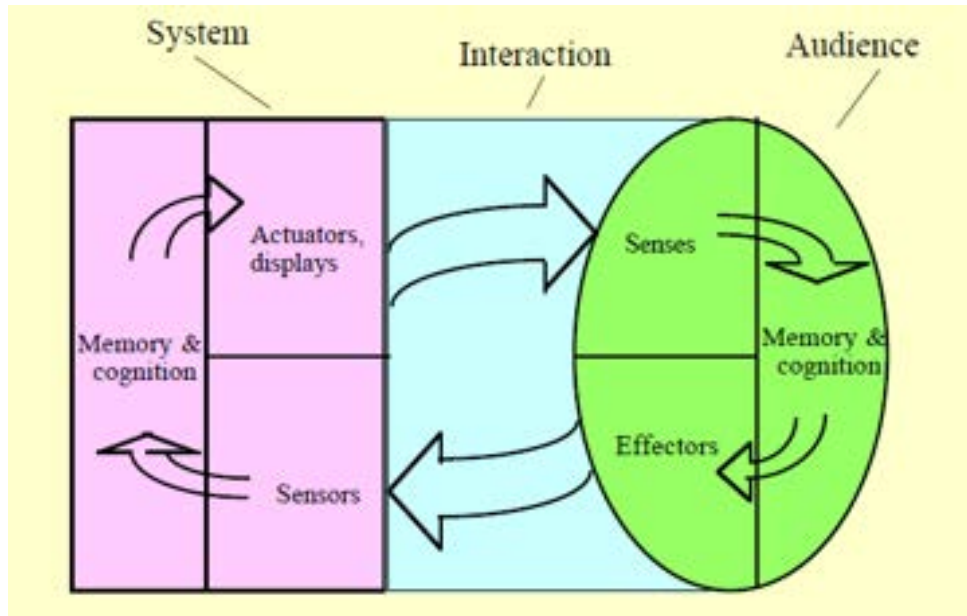 System
Interaction
Audience
Actuators,
displays
Senses
Memory &
cognition
Memory &
cognition
Effectors
Sensors